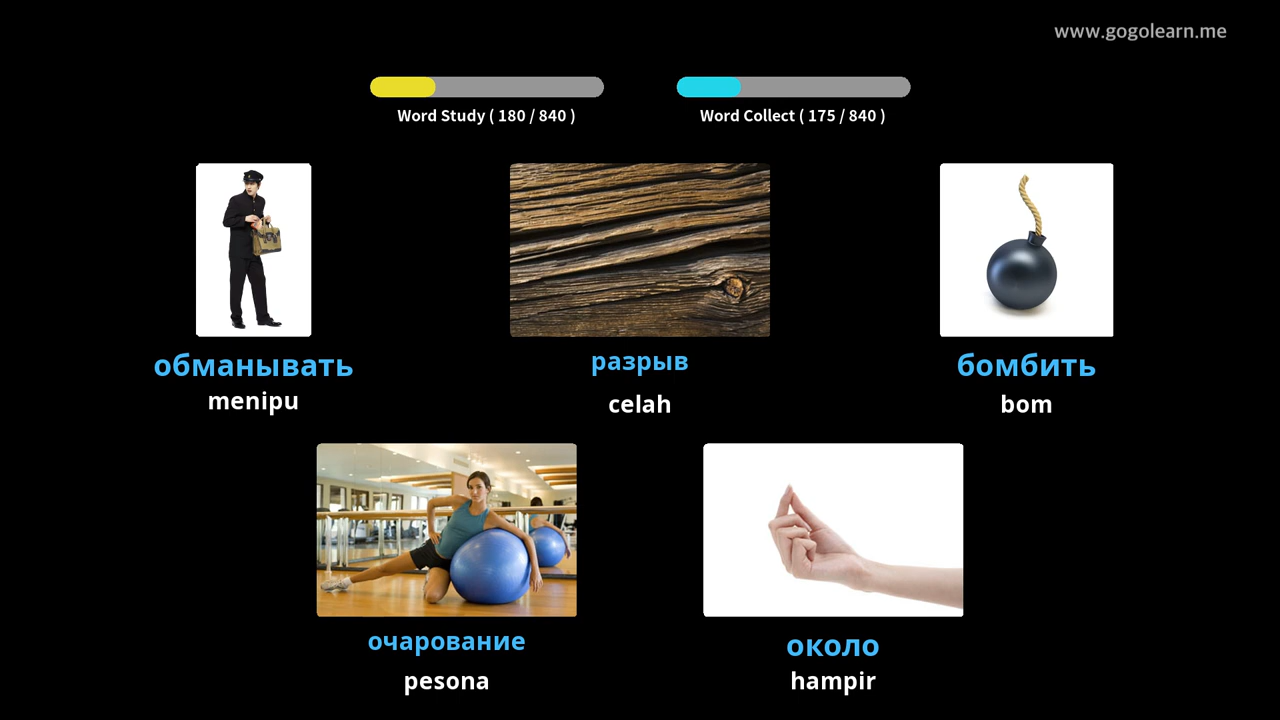 www.gogolearn.me
Word Study ( 180 / 840 )
Word Collect ( 175 / 840 )
обманывать
menipu
разрыв
celah
бомбить
bom
очарование
pesona
около
hampir